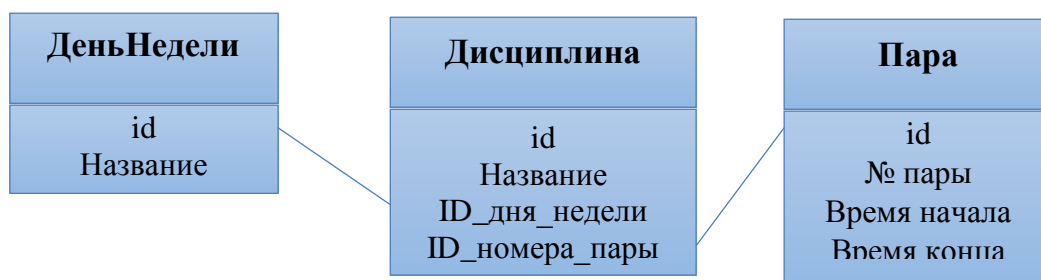 ДеньНедели
id
Название
Дисциплина
id
Название
ID_дня_недели
ID_номера_пары
Пара
id
№ пары
Время начала
Время конца